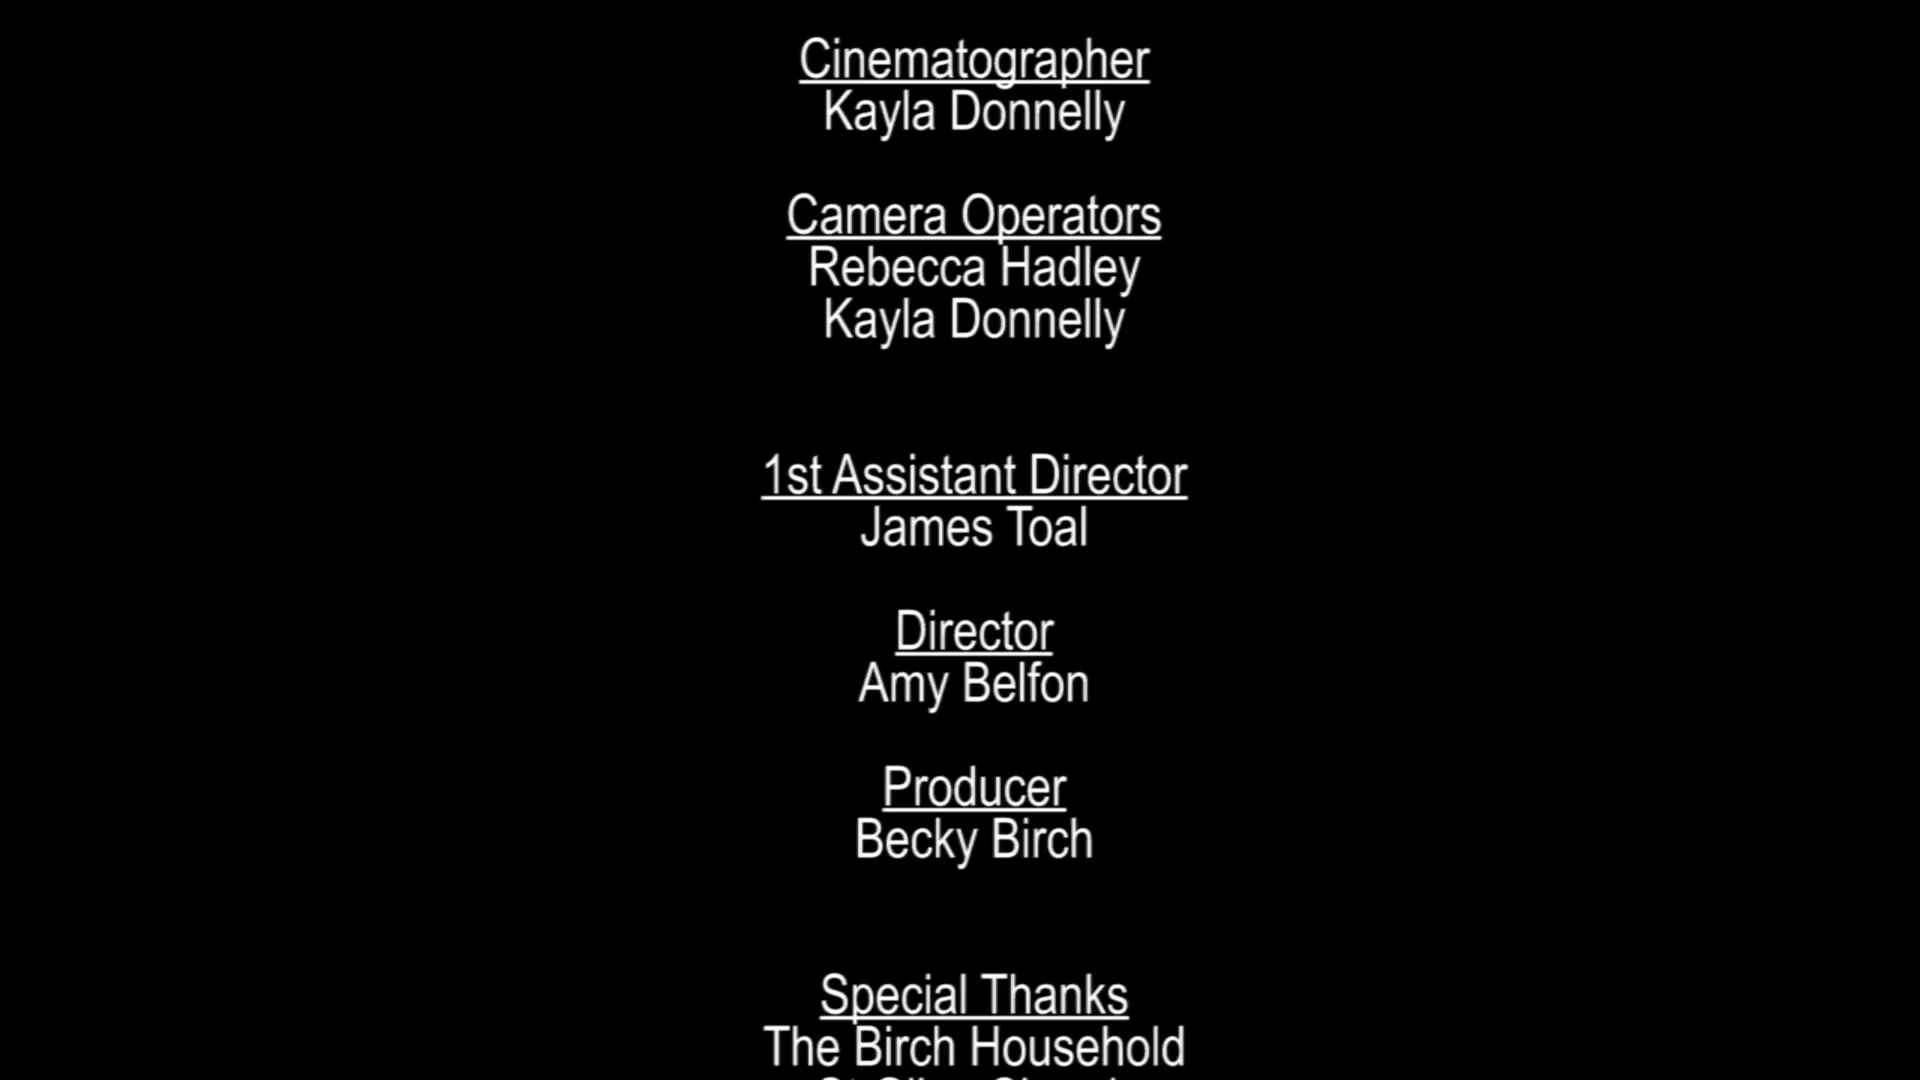 Cinematographer
Kayla Donnelly
Camera Operators
Rebecca Hadley
Kayla Donnelly
1st Assistant Director
James Toal
Director
Amy Belfon
Producer
Becky Birch
Special Thanks
The Birch Household